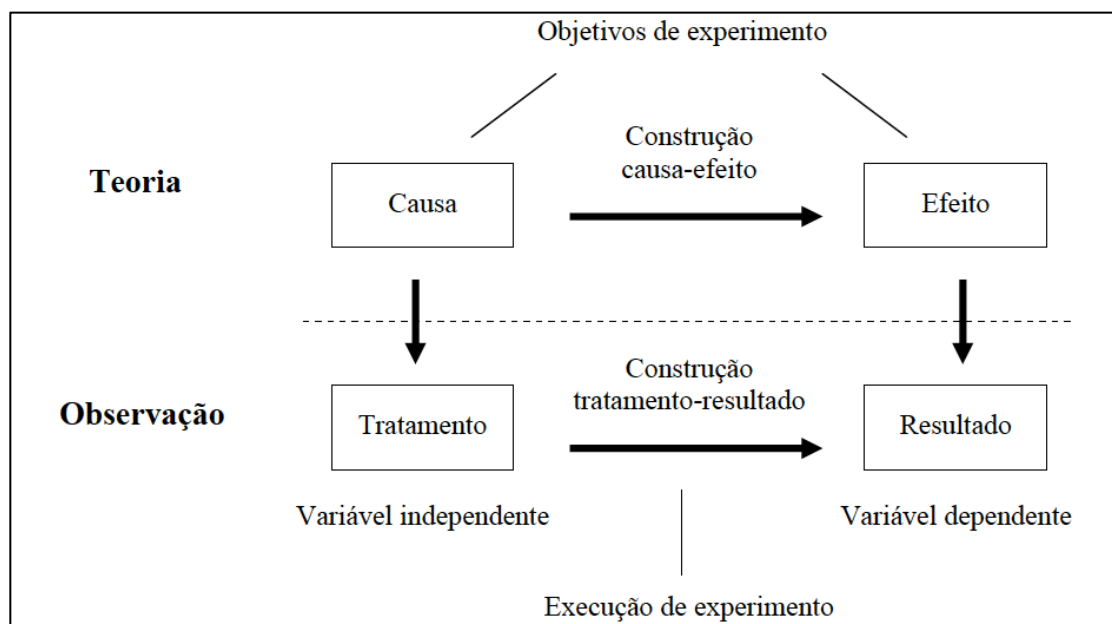 Objetivos de experimento
Construção
causa-efeito
Teoria
Causa
Efeito
Construção
tratamento-resultado
Observação
Tratamento
Resultado
Variável independente
Variável dependente
Execução de experimento